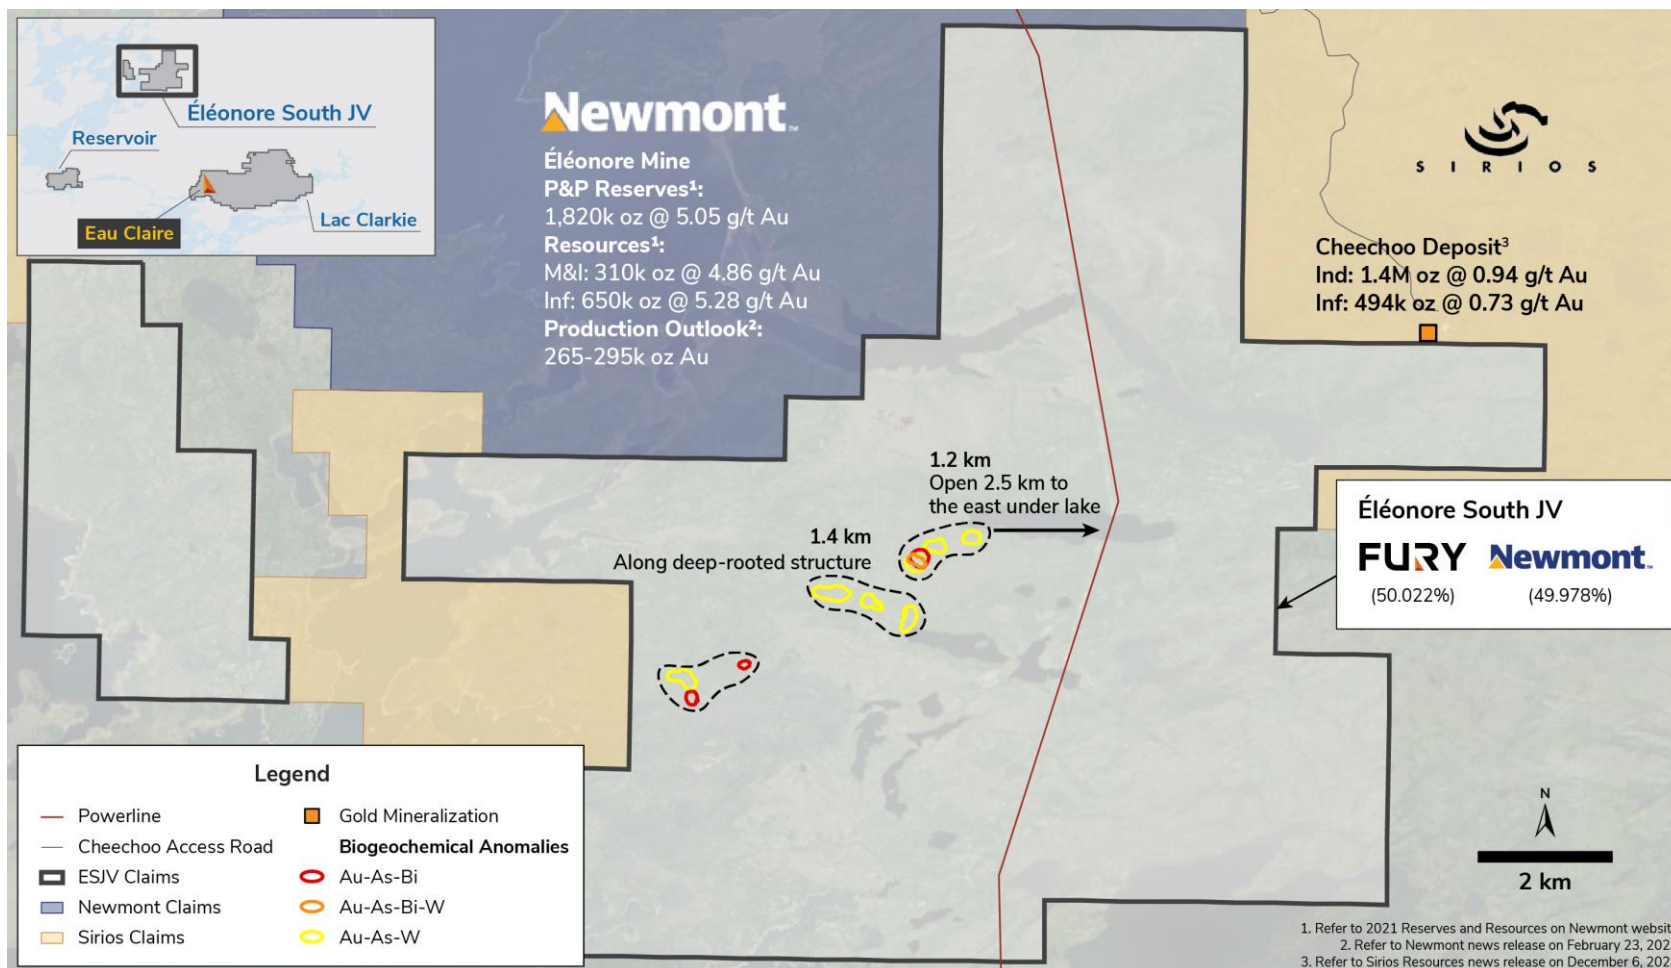 Éléonore South JV
Reservoir
Eau Claire
Lac Clarkie
Newmont™
Éléonore Mine
P&P Reserves¹:
1,820k oz @ 5.05 g/t Au
Resources¹:
M&I: 310k oz @ 4.86 g/t Au
Inf: 650k oz @ 5.28 g/t Au
Production Outlook²:
265-295k oz Au
SIRIOS
Cheechoo Deposit³
Ind: 1.4M oz @ 0.94 g/t Au
Inf: 494k oz @ 0.73 g/t Au
1.2 km
Open 2.5 km to
the east under lake
1.4 km
Along deep-rooted structure
Éléonore South JV
FURY Newmont™
(50.022%) (49.978%)
Legend
Powerline
Cheechoo Access Road
ESJV Claims
Newmont Claims
Sirios Claims
Gold Mineralization
Biogeochemical Anomalies
Au-As-Bi
Au-As-Bi-W
Au-As-W
N
2 km
1. Refer to 2021 Reserves and Resources on Newmont
2. Refer to Newmont news release on February 23,
3. Refer to Sirios Resources news release on December 6,